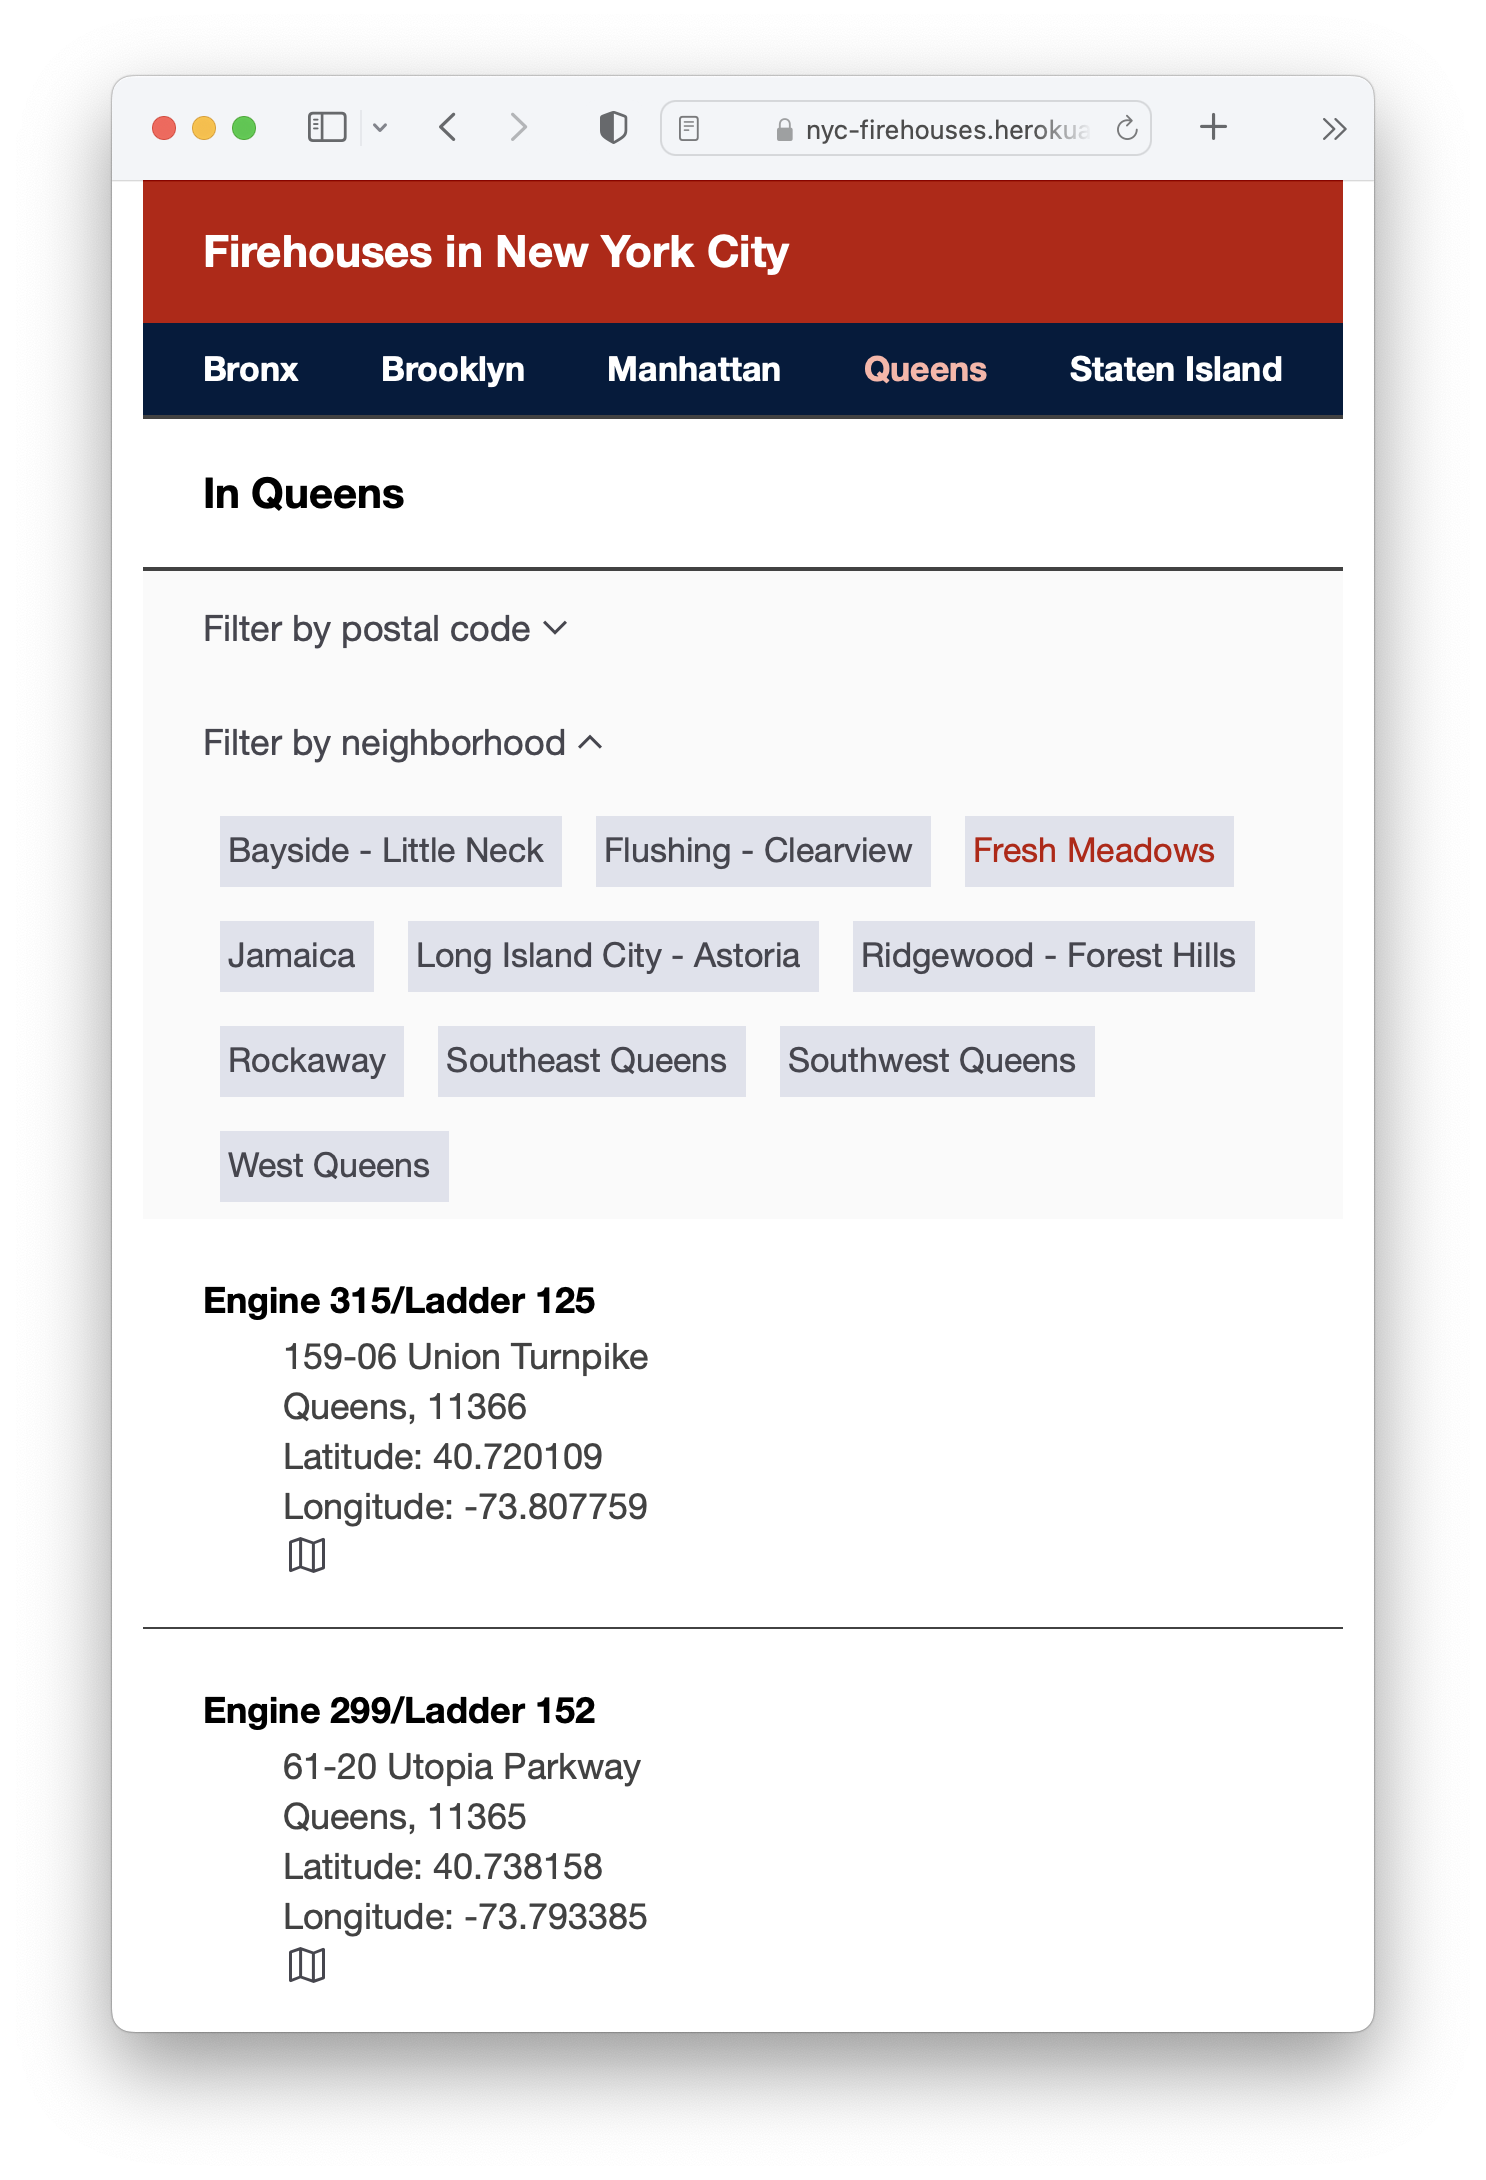 nyc-firehouses.herokua
Firehouses in New York City
Bronx Brooklyn Manhattan Queens Staten Island
In Queens
Filter by postal code
Filter by neighborhood
Bayside - Little Neck Flushing - Clearview Fresh Meadows
Jamaica Long Island City - Astoria Ridgewood - Forest Hills
Rockaway Southeast Queens Southwest Queens
West Queens
Engine 315/Ladder 125
159-06 Union Turnpike
Queens, 11366
Latitude: 40.720109
Longitude: -73.807759
Engine 299/Ladder 152
61-20 Utopia Parkway
Queens, 11365
Latitude: 40.738158
Longitude: -73.793385